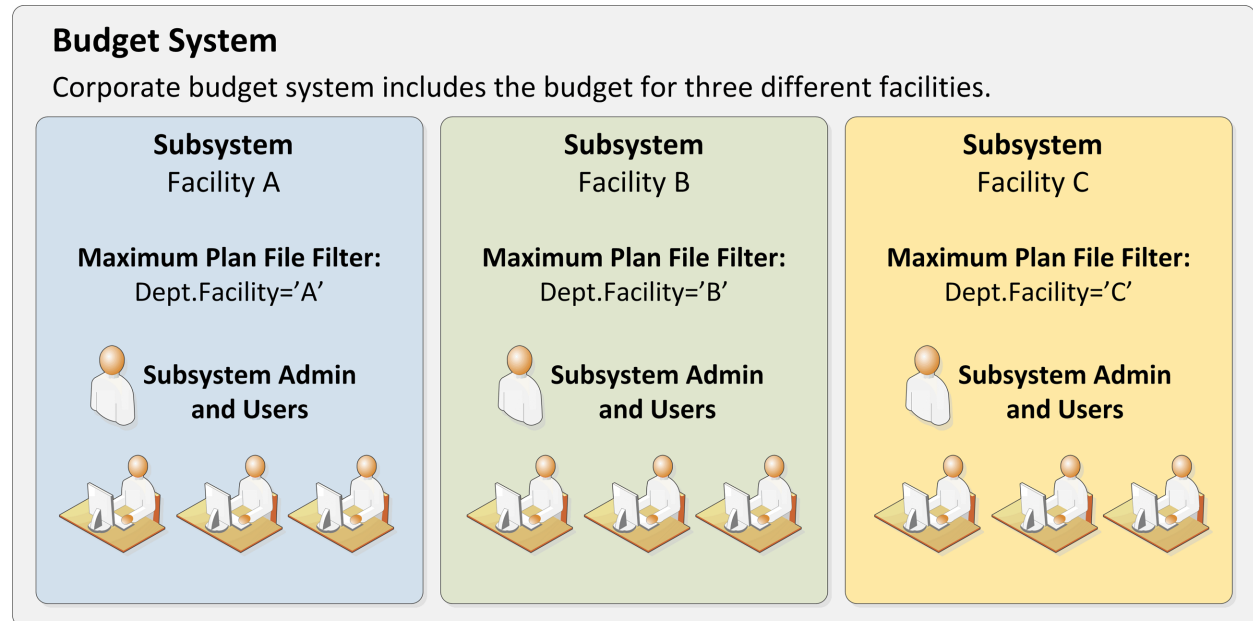 Budget System
Corporate budget system includes the budget for three different facilities.
Subsystem
Facility A
Maximum Plan File Filter:
Dept.Facility=’A’
Subsystem Admin
and Users
Subsystem
Facility B
Maximum Plan File Filter:
Dept.Facility=’B’
Subsystem Admin
and Users
Subsystem
Facility C
Maximum Plan File Filter:
Dept.Facility=’C’
Subsystem Admin
and Users